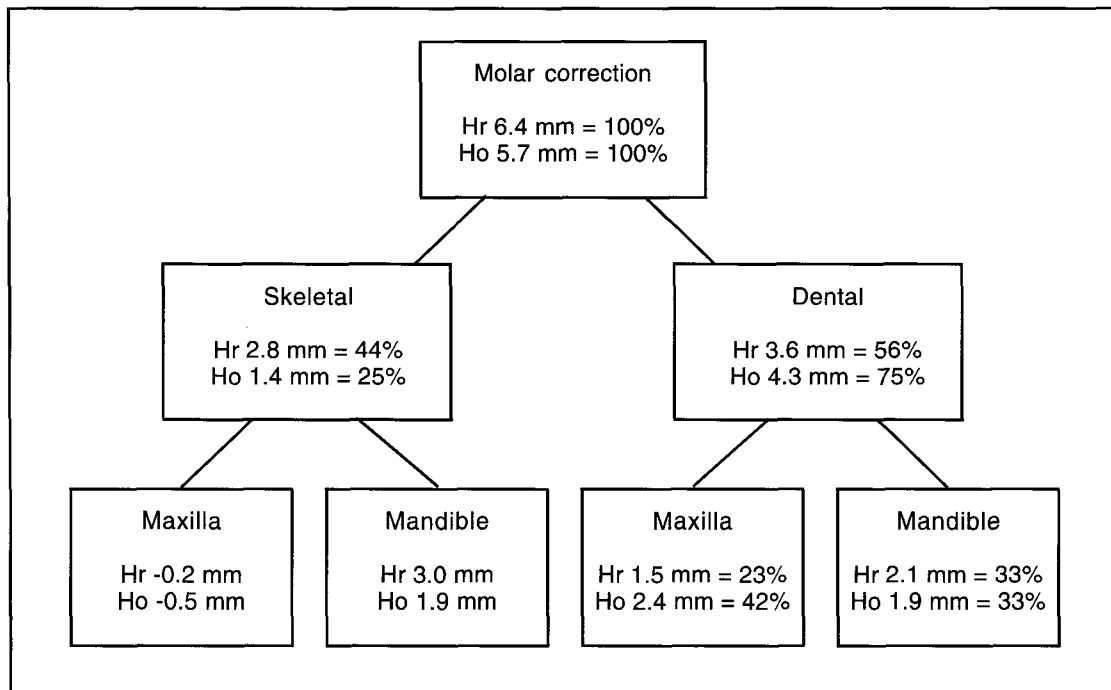 Molar correction
Hr 6.4 mm = 100%
Ho 5.7 mm = 100%
Skeletal
Hr 2.8 mm = 44%
Ho 1.4 mm = 25%
Dental
Hr 3.6 mm = 56%
Ho 4.3 mm = 75%
Maxilla
Hr -0.2 mm
Ho -0.5 mm
Mandible
Hr 3.0 mm
Ho 1.9 mm
Maxilla
Hr 1.5 mm = 23%
Ho 2.4 mm = 42%
Mandible
Hr 2.1 mm = 33%
Ho 1.9 mm = 33%